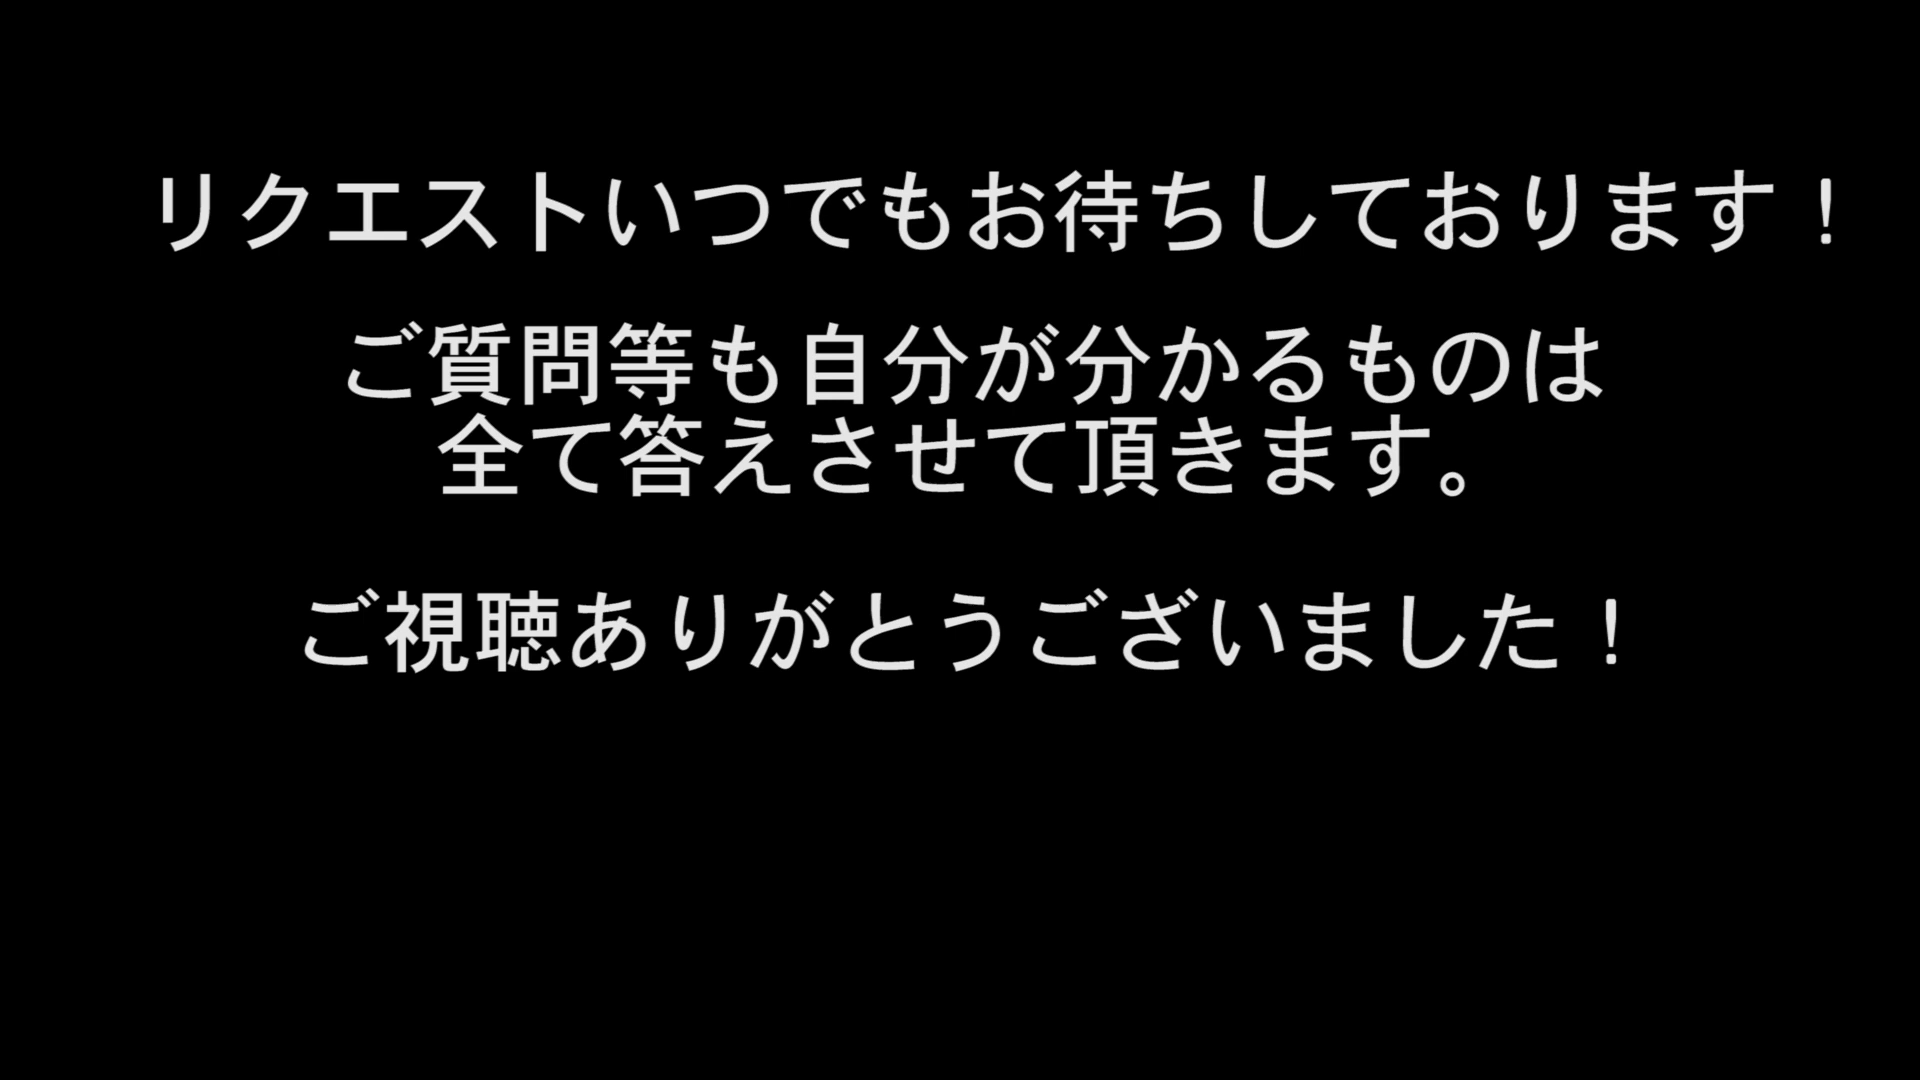 リクエストいつでもお待ちしております！
ご質問等も自分が分かるものは
全て答えさせて頂きます。
ご視聴ありがとうございました！